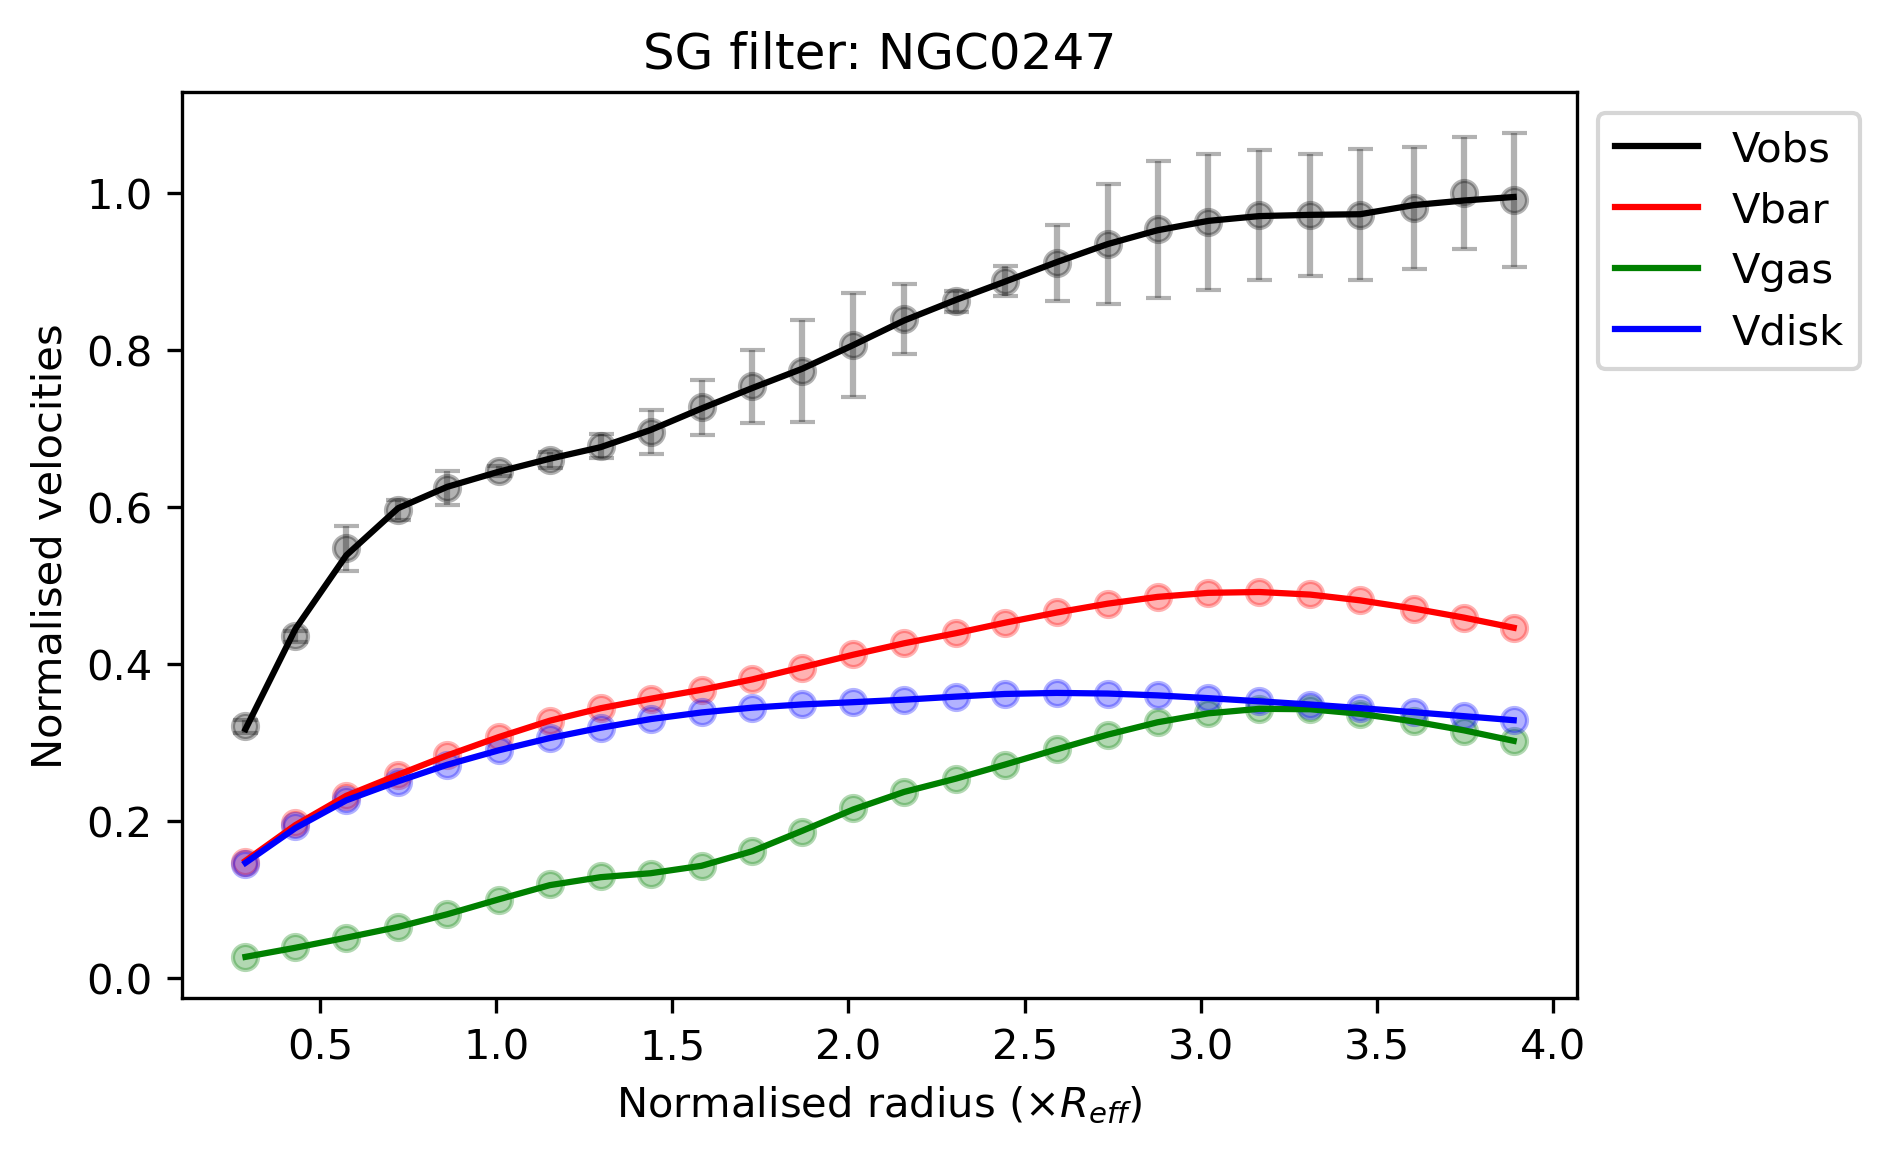 SG filter: NGC0247
Normalised velocities
1.0
0.8
0.6
0.4
0.2
0.0
0.5 1.0 1.5 2.0 2.5 3.0 3.5 4.0
Normalised radius (×R_eff)
Vobs
Vbar
Vgas
Vdisk